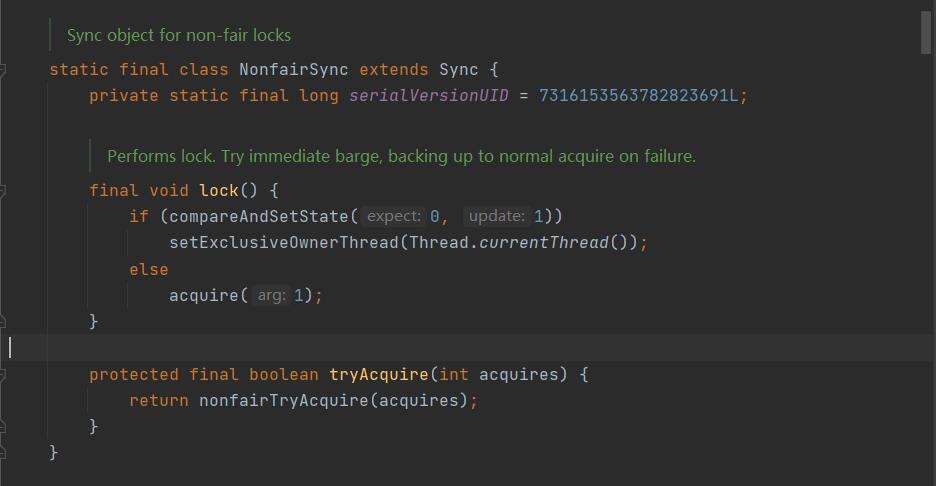 Sync object for non-fair locks
static final class NonfairSync extends Sync {
private static final long serialVersionUID = 7316153563782823691L;
Performs lock. Try immediate barge, backing up to normal acquire on failure.
final void lock() {
if (compareAndSetState( expect: 0, update: 1))
setExclusiveOwnerThread(Thread.currentThread());
else
acquire( arg: 1);
}
protected final boolean tryAcquire(int acquires) {
return nonfairTryAcquire(acquires);
}
}